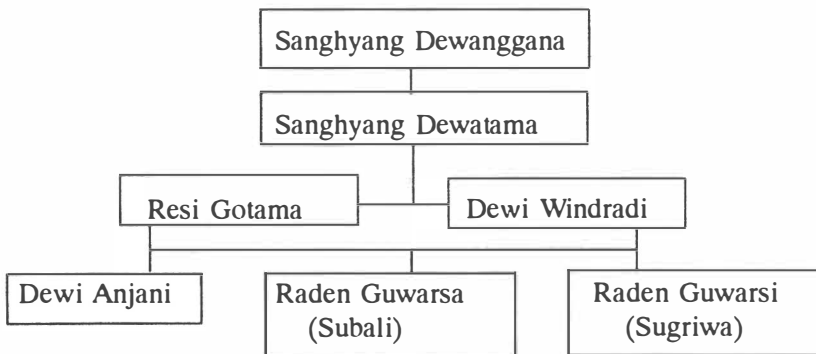 Sanghyang Dewanggana
Sanghyang Dewatama
Resi Gotama
Dewi Windradi
Dewi Anjani
Raden Guwarsa
(Subali)
Raden Guwarsi
(Sugriwa)